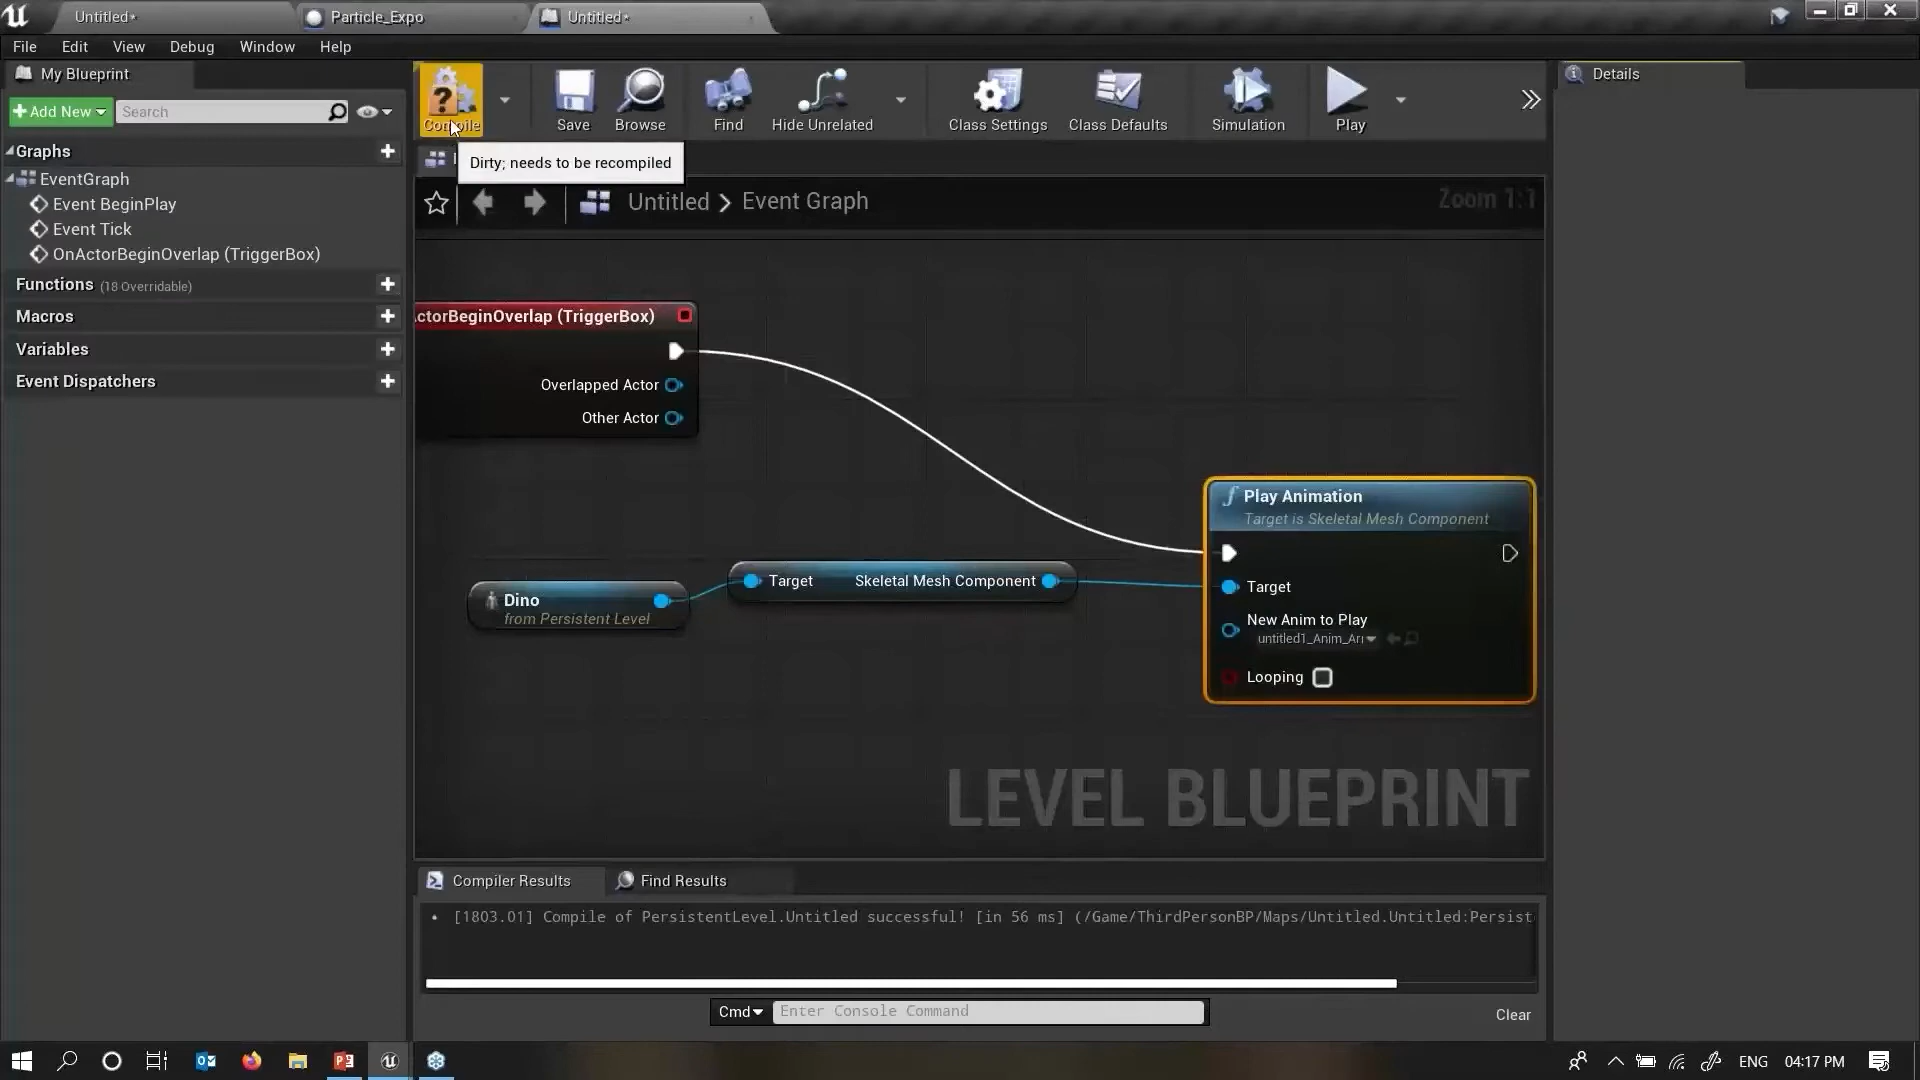 Untitled*
Particle_Expo
Untitled*
File Edit View Debug Window Help
My Blueprint
Details
Add New
Search
Compile
Save
Browse
Find
Hide Unrelated
Class Settings
Class Defaults
Simulation
Play
Dirty; needs to be recompiled
Graphs
EventGraph
Event BeginPlay
Event Tick
OnActorBeginOverlap (TriggerBox)
Functions (18 Overridable)
Macros
Variables
Event Dispatchers
Untitled > Event Graph
Zoom 1:1
ctorBeginOverlap (TriggerBox)
Overlapped Actor
Other Actor
Dino
from Persistent Level
Target Skeletal Mesh Component
Play Animation
Target is Skeletal Mesh Component
Target
New Anim to Play
untitled1_Anim_Arı
Looping
LEVEL BLUEPRINT
Compiler Results
Find Results
• [1803.01] Compile of PersistentLevel.Untitled successful! [in 56 ms] (/Game/ThirdPersonBP/Maps/Untitled.Untitled:Persist
Cmd
Enter Console Command
Clear
ENG 04:17 PM